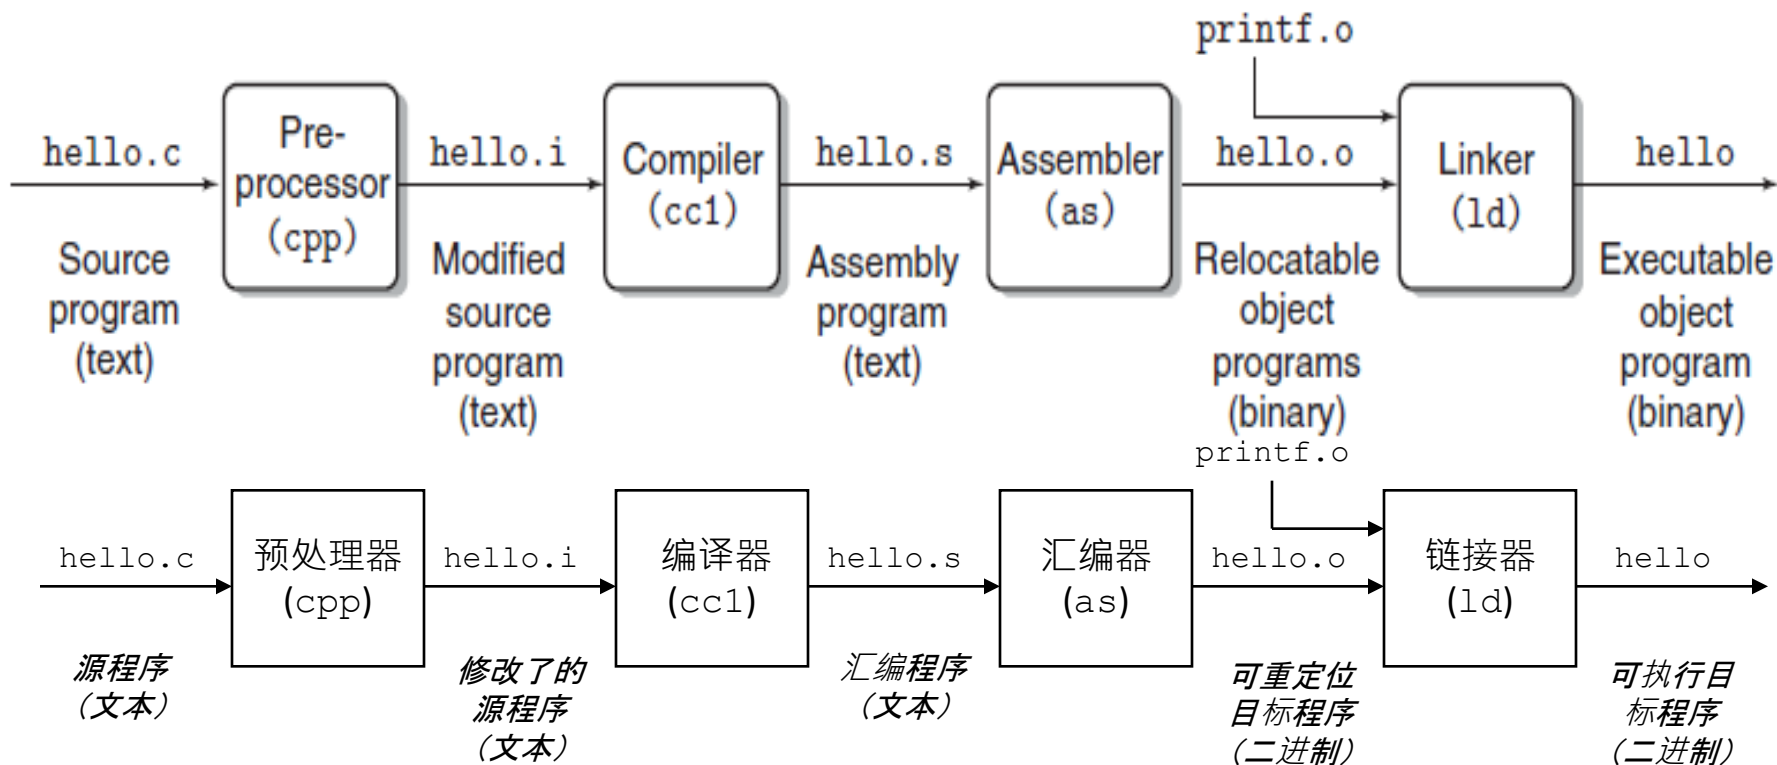 printf.o
hello.c
Pre-
processor
(cpp)
hello.i
Compiler
(cc1)
hello.s
Assembler
(as)
hello.o
Linker
(ld)
hello
Source
program
(text)
Modified
source
program
(text)
Assembly
program
(text)
Relocatable
object
programs
(binary)
Executable
object
program
(binary)
printf.o
hello.c
预处理器
(cpp)
hello.i
编译器
(cc1)
hello.s
汇编器
(as)
hello.o
链接器
(ld)
hello
源程序
（文本）
修改了的
源程序
（文本）
汇编程序
（文本）
可重定位
目标程序
（二进制）
可执行目
标程序
（二进制）